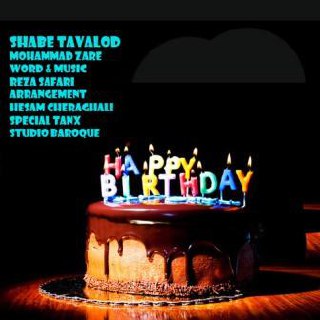 SHABE TAVALOD
MOHAMMAD ZARE
WORD & MUSIC
REZA SAFARI
ARRANGEMENT
HESAM CHERAGHALI
SPECIAL TANX
STUDIO BAROQUE
HAPPY
BIRTHDAY